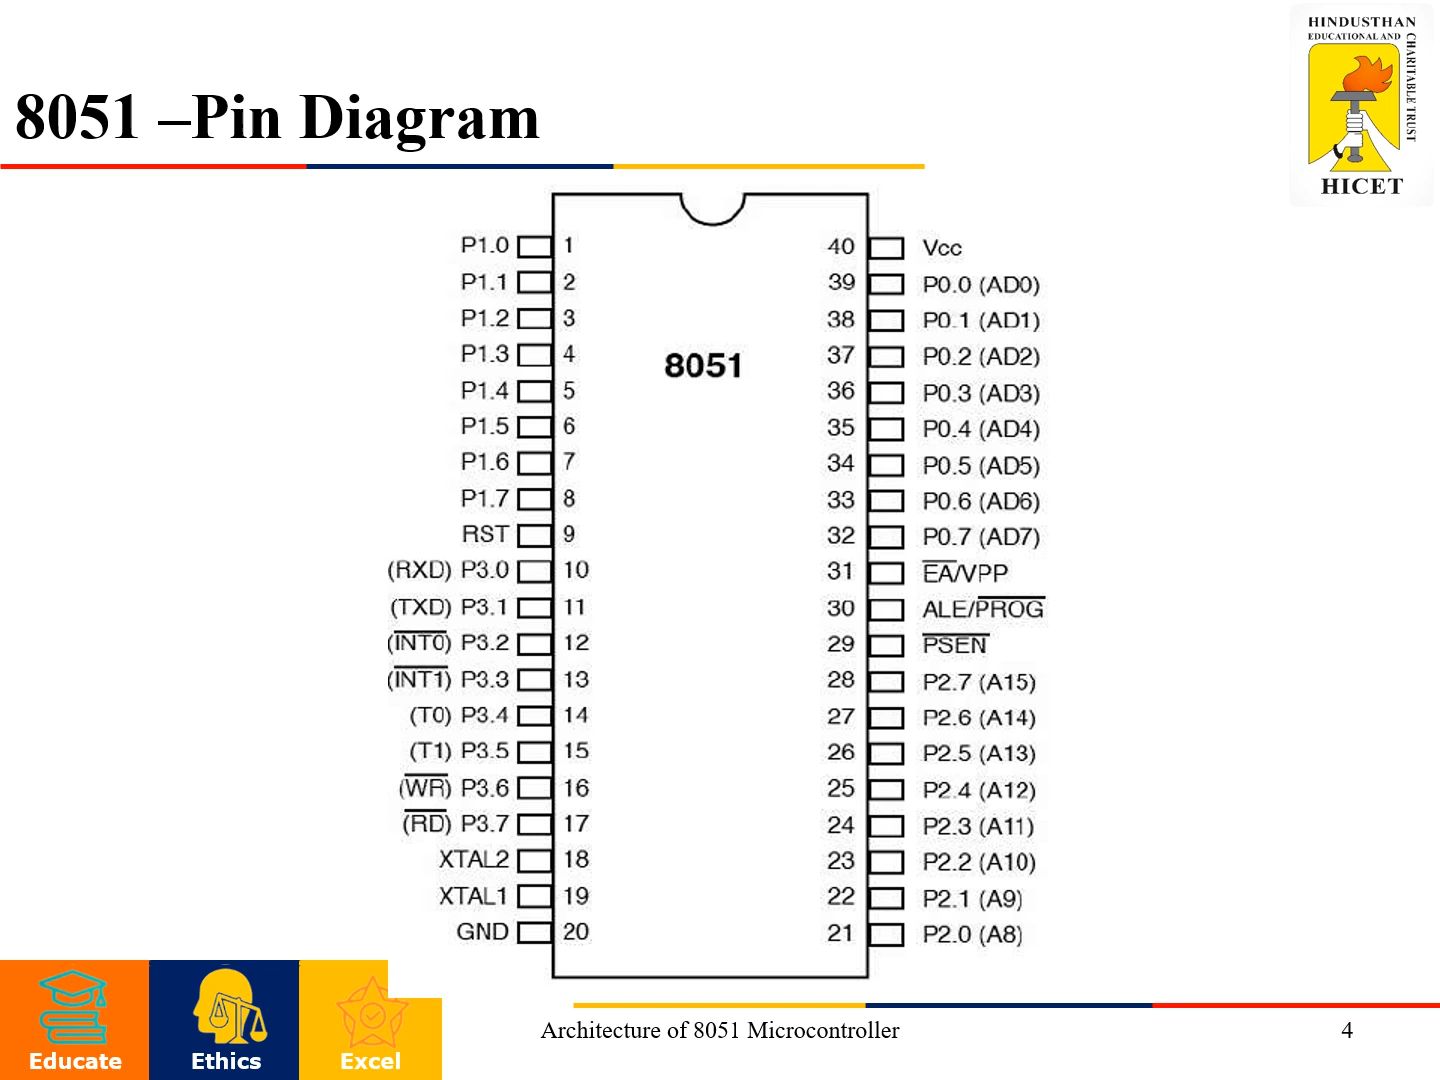 HINDUSTHAN
EDUCATIONAL AND
CHARITABLE TRUST
HICET
8051 –Pin Diagram
8051
P1.0 1 40 Vcc
P1.1 2 39 P0.0 (AD0)
P1.2 3 38 P0.1 (AD1)
P1.3 4 37 P0.2 (AD2)
P1.4 5 36 P0.3 (AD3)
P1.5 6 35 P0.4 (AD4)
P1.6 7 34 P0.5 (AD5)
P1.7 8 33 P0.6 (AD6)
RST 9 32 P0.7 (AD7)
(RXD) P3.0 10 31 E̅A̅/VPP
(TXD) P3.1 11 30 ALE/P̅R̅O̅G̅
(I̅N̅T̅0̅) P3.2 12 29 P̅S̅E̅N̅
(I̅N̅T̅1̅) P3.3 13 28 P2.7 (A15)
(T0) P3.4 14 27 P2.6 (A14)
(T1) P3.5 15 26 P2.5 (A13)
(W̅R̅) P3.6 16 25 P2.4 (A12)
(R̅D̅) P3.7 17 24 P2.3 (A11)
XTAL2 18 23 P2.2 (A10)
XTAL1 19 22 P2.1 (A9)
GND 20 21 P2.0 (A8)
Educate Ethics Excel
Architecture of 8051 Microcontroller
4